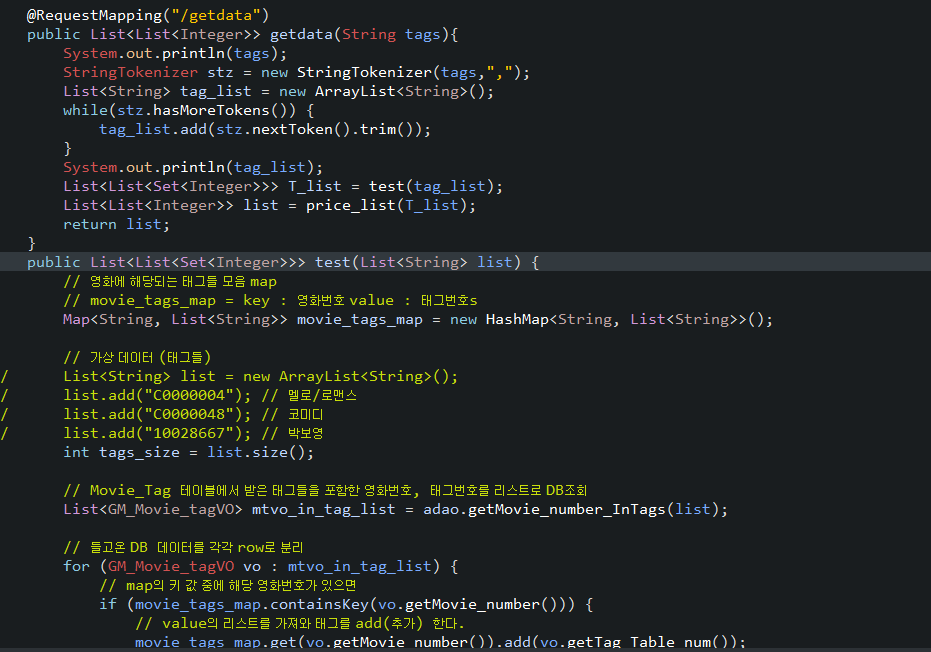 @RequestMapping("/getdata")
public List<List<Integer>> getdata(String tags){
System.out.println(tags);
StringTokenizer stz = new StringTokenizer(tags,",");
List<String> tag_list = new ArrayList<String>();
while(stz.hasMoreTokens()) {
tag_list.add(stz.nextToken().trim());
}
System.out.println(tag_list);
List<List<Set<Integer>>> T_list = test(tag_list);
List<List<Integer>> list = price_list(T_list);
return list;
}
public List<List<Set<Integer>>> test(List<String> list) {
// 영화에 해당되는 태그들 모음 map
// movie_tags_map = key : 영화번호 value : 태그번호s
Map<String, List<String>> movie_tags_map = new HashMap<String, List<String>>();
// 가상 데이터 (태그들)
/ List<String> list = new ArrayList<String>();
/ list.add("C0000004"); // 멜로/로맨스
/ list.add("C0000048"); // 코미디
/ list.add("10028667"); // 박보영
int tags_size = list.size();
// Movie_Tag 테이블에서 받은 태그들을 포함한 영화번호, 태그번호를 리스트로 DB조회
List<GM_Movie_tagVO> mtvo_in_tag_list = adao.getMovie_number_InTags(list);
// 들고온 DB 데이터를 각각 row로 분리
for (GM_Movie_tagVO vo : mtvo_in_tag_list) {
// map의 키 값 중에 해당 영화번호가 있으면
if (movie_tags_map.containsKey(vo.getMovie_number())) {
// value의 리스트를 가져와 태그를 add(추가) 한다.
movie_tags_map.get(vo.getMovie_number()).add(vo.getTag_Table_num());